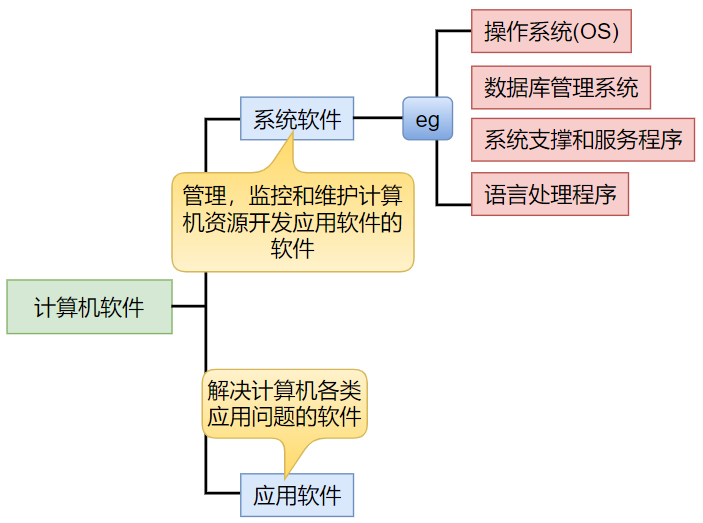 操作系统(OS)
数据库管理系统
系统软件
eg
系统支撑和服务程序
管理，监控和维护计算
机资源开发应用软件的
软件
语言处理程序
计算机软件
解决计算机各类
应用问题的软件
应用软件